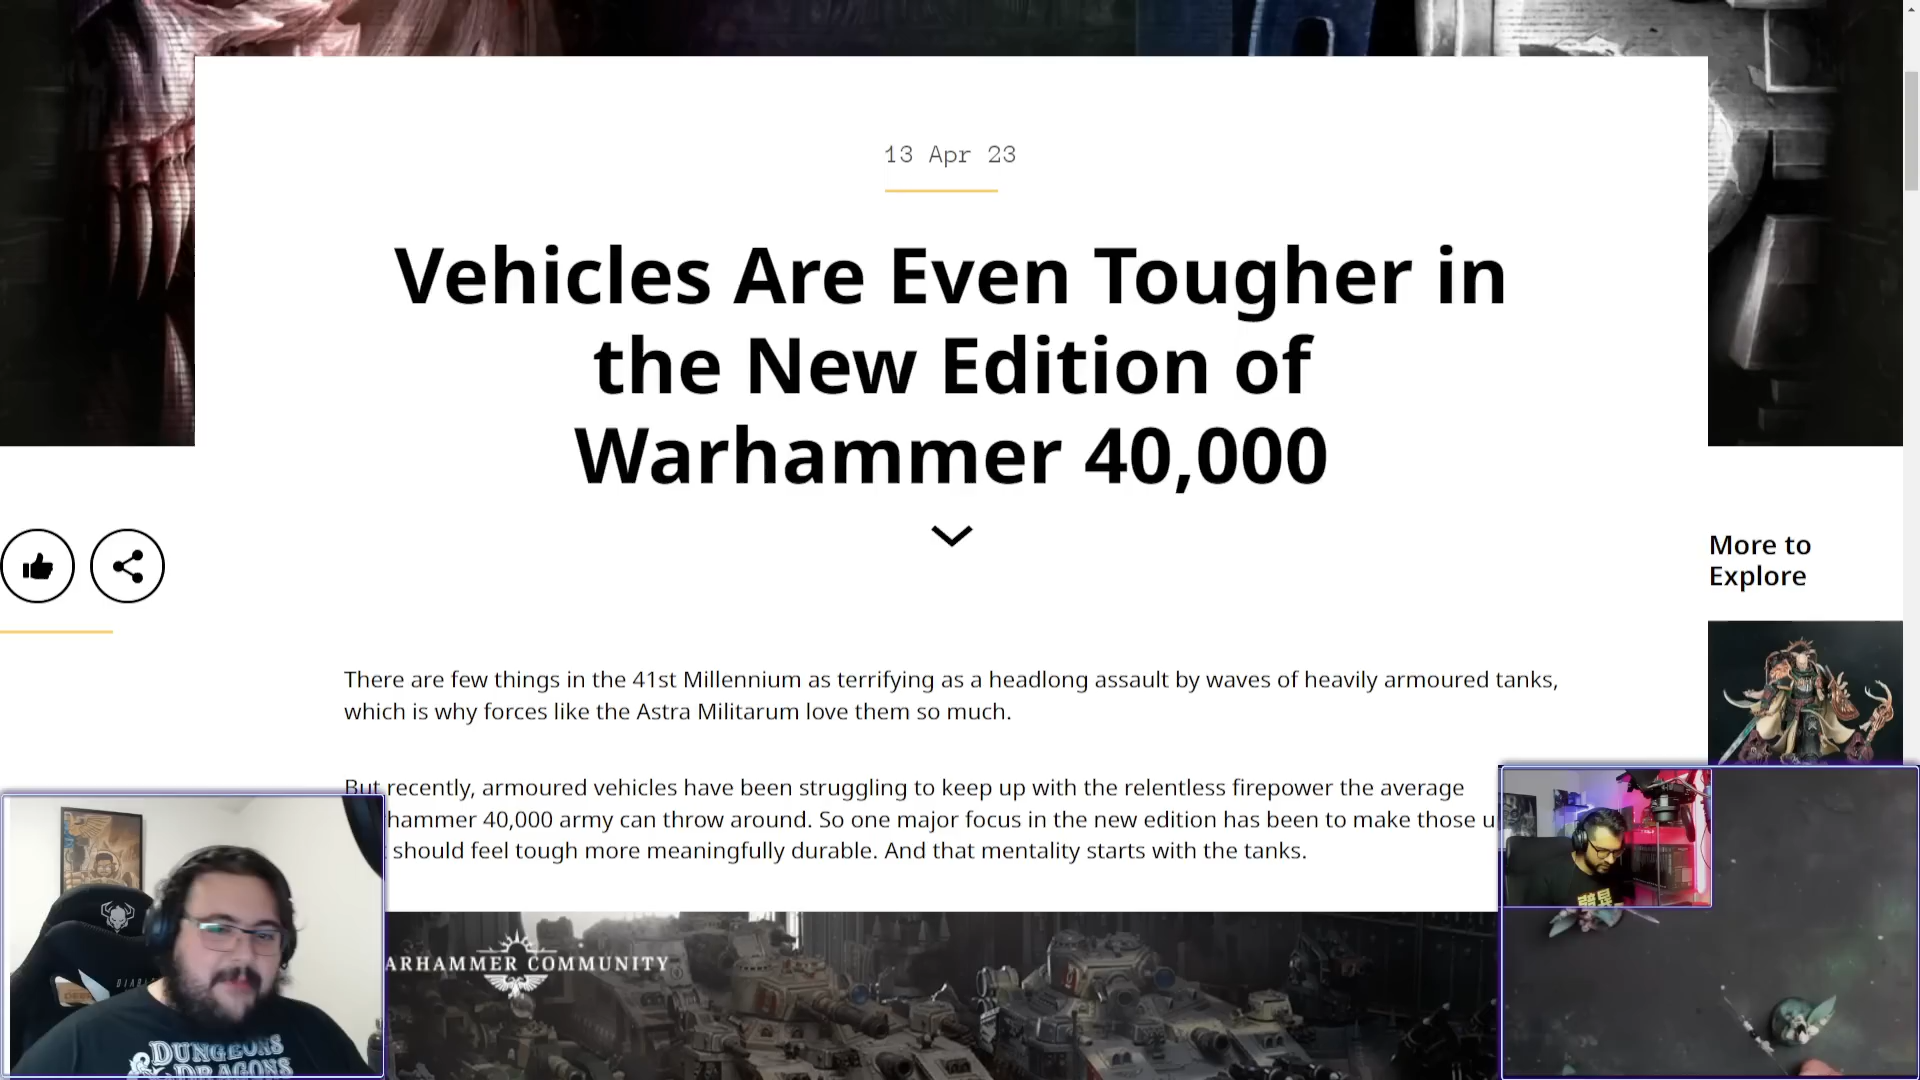 13 Apr 23
Vehicles Are Even Tougher in
the New Edition of
Warhammer 40,000
More to
Explore
There are few things in the 41st Millennium as terrifying as a headlong assault by waves of heavily armoured tanks,
which is why forces like the Astra Militarum love them so much.
But recently, armoured vehicles have been struggling to keep up with the relentless firepower the average
hammer 40,000 army can throw around. So one major focus in the new edition has been to make those u
should feel tough more meaningfully durable. And that mentality starts with the tanks.
ARHAMMER COMMUNITY
DUNGEONS
& DRAGONS